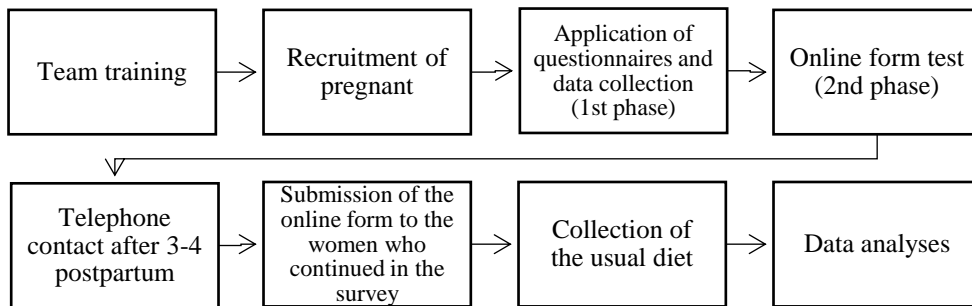 Team training
Recruitment of
pregnant
Application of
questionnaires and
data collection
(1st phase)
Online form test
(2nd phase)
Telephone
contact after 3-4
postpartum
Submission of the
online form to the
women who
continued in the
survey
Collection of
the usual diet
Data analyses